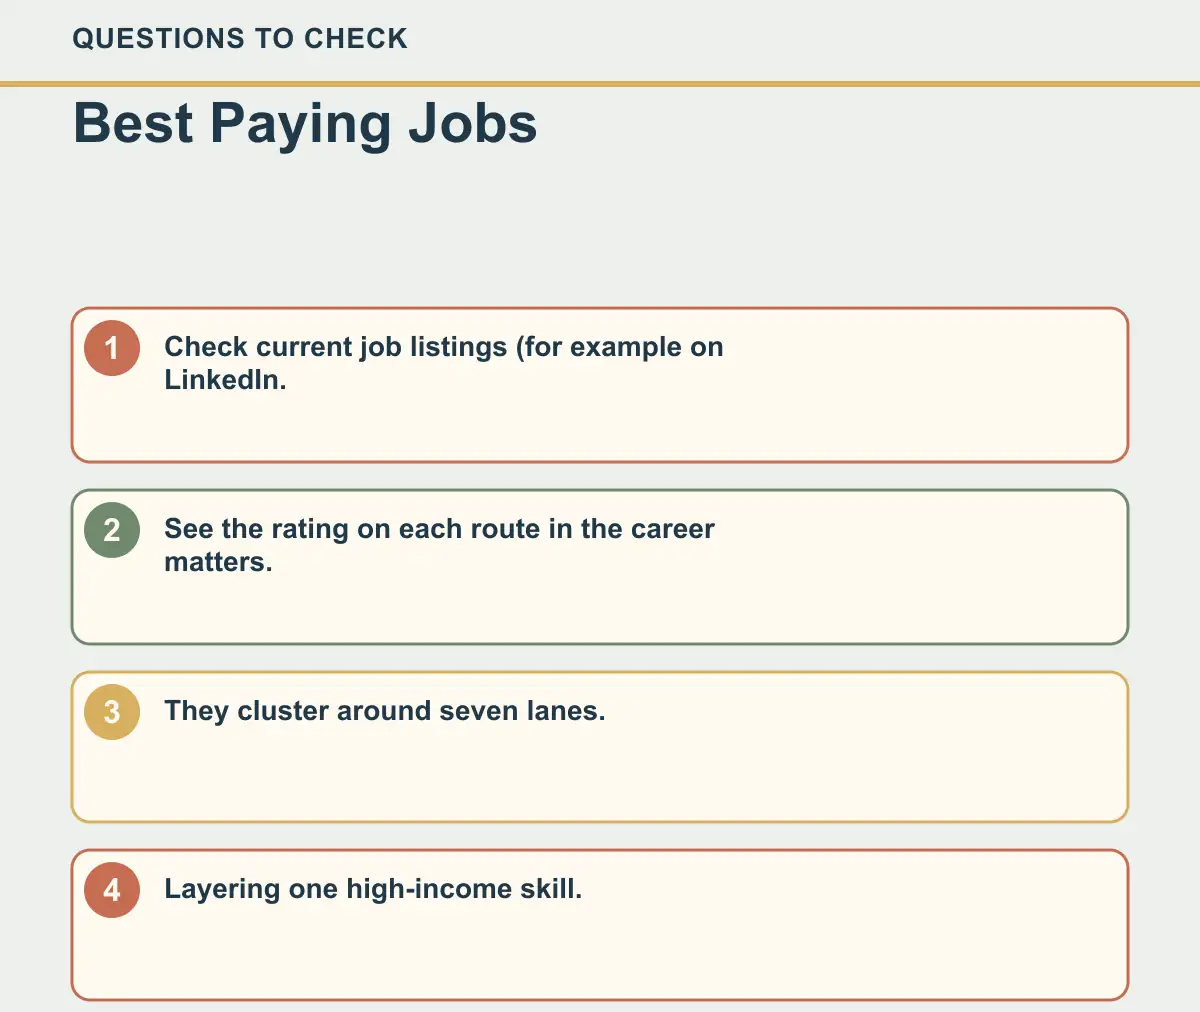 QUESTIONS TO CHECK
Best Paying Jobs
1
Check current job listings (for example on
LinkedIn.
2
See the rating on each route in the career
matters.
3
They cluster around seven lanes.
4
Layering one high-income skill.